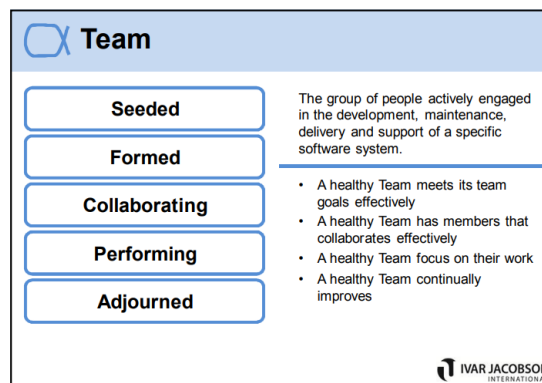 Team
Seeded
Formed
Collaborating
Performing
Adjourned
The group of people actively engaged
in the development, maintenance,
delivery and support of a specific
software system.
• A healthy Team meets its team
goals effectively
• A healthy Team has members that
collaborates effectively
• A healthy Team focus on their work
• A healthy Team continually
improves
IVAR JACOBSON
INTERNATIONA